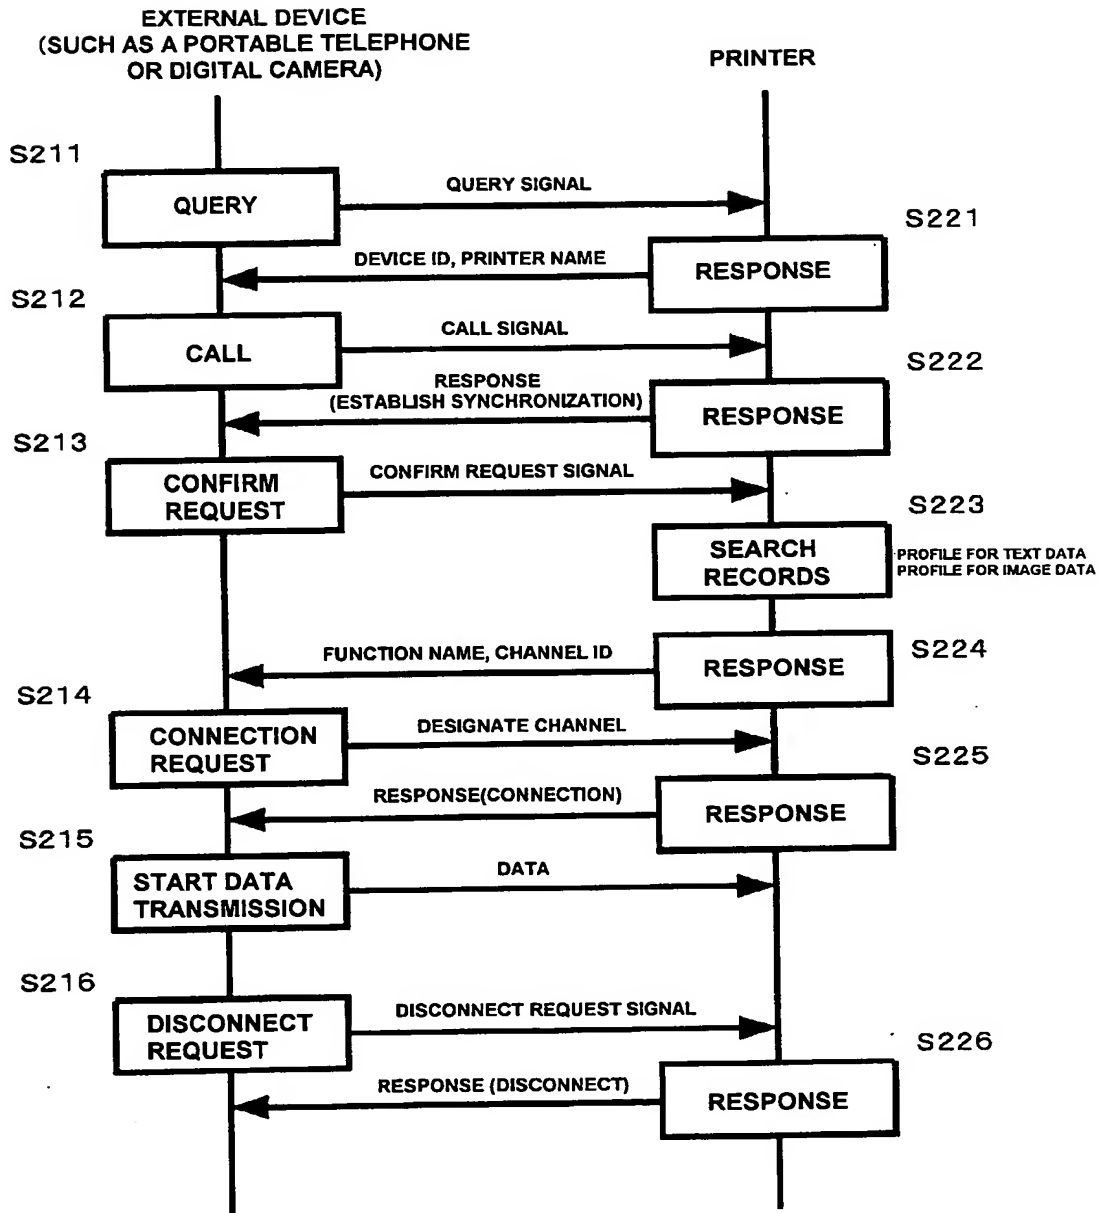 EXTERNAL DEVICE
(SUCH AS A PORTABLE TELEPHONE
OR DIGITAL CAMERA)
PRINTER
S211
QUERY
QUERY SIGNAL
S221
RESPONSE
DEVICE ID, PRINTER NAME
S212
CALL
CALL SIGNAL
S222
RESPONSE
RESPONSE
(ESTABLISH SYNCHRONIZATION)
S213
CONFIRM
REQUEST
CONFIRM REQUEST SIGNAL
S223
SEARCH
RECORDS
PROFILE FOR TEXT DATA
PROFILE FOR IMAGE DATA
S224
RESPONSE
FUNCTION NAME, CHANNEL ID
S214
CONNECTION
REQUEST
DESIGNATE CHANNEL
S225
RESPONSE
RESPONSE(CONNECTION)
S215
START DATA
TRANSMISSION
DATA
S216
DISCONNECT
REQUEST
DISCONNECT REQUEST SIGNAL
S226
RESPONSE
RESPONSE (DISCONNECT)